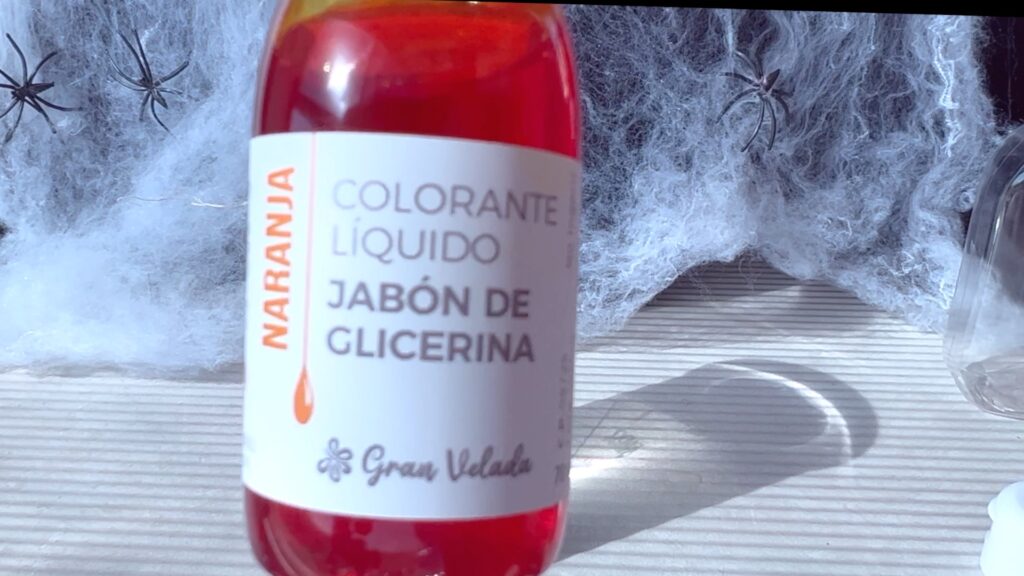 NARANJA
COLORANTE
LÍQUIDO
JABÓN DE
GLICERINA
Gran Velada